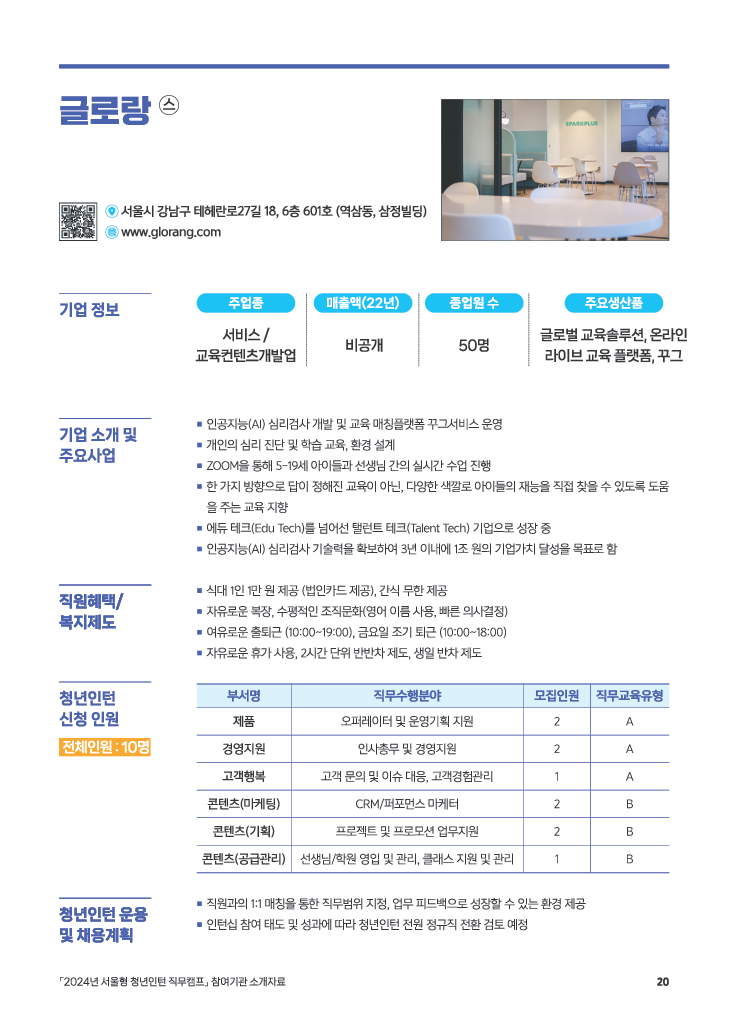 글로랑 ㉦
SPARKPLUS
서울시 강남구 테헤란로27길 18, 6층 601호 (역삼동, 삼정빌딩)
www.glorang.com
기업 정보
주업종
매출액(22년)
종업원 수
주요생산품
서비스 /
교육컨텐츠개발업
비공개
50명
글로벌 교육솔루션, 온라인
라이브 교육 플랫폼, 꾸그
기업 소개 및
주요사업
■ 인공지능(AI) 심리검사 개발 및 교육 매칭플랫폼 꾸그서비스 운영
■ 개인의 심리 진단 및 학습 교육, 환경 설계
■ ZOOM을 통해 5-19세 아이들과 선생님 간의 실시간 수업 진행
■ 한 가지 방향으로 답이 정해진 교육이 아닌, 다양한 색깔로 아이들의 재능을 직접 찾을 수 있도록 도움
을 주는 교육 지향
■ 에듀 테크(Edu Tech)를 넘어선 탤런트 테크(Talent Tech) 기업으로 성장 중
■ 인공지능(AI) 심리검사 기술력을 확보하여 3년 이내에 1조 원의 기업가치 달성을 목표로 함
직원혜택/
복지제도
■ 식대 1인 1만 원 제공 (법인카드 제공), 간식 무한 제공
■ 자유로운 복장, 수평적인 조직문화(영어 이름 사용, 빠른 의사결정)
■ 여유로운 출퇴근 (10:00~19:00), 금요일 조기 퇴근 (10:00~18:00)
■ 자유로운 휴가 사용, 2시간 단위 반반차 제도, 생일 반차 제도
청년인턴
신청 인원
전체인원 : 10명
부서명 직무수행분야 모집인원 직무교육유형
제품 오퍼레이터 및 운영기획 지원 2 A
경영지원 인사총무 및 경영지원 2 A
고객행복 고객 문의 및 이슈 대응, 고객경험관리 1 A
콘텐츠(마케팅) CRM/퍼포먼스 마케터 2 B
콘텐츠(기획) 프로젝트 및 프로모션 업무지원 2 B
콘텐츠(공급관리) 선생님/학원 영입 및 관리, 클래스 지원 및 관리 1 B
청년인턴 운용
및 채용계획
■ 직원과의 1:1 매칭을 통한 직무범위 지정, 업무 피드백으로 성장할 수 있는 환경 제공
■ 인턴십 참여 태도 및 성과에 따라 청년인턴 전원 정규직 전환 검토 예정
「2024년 서울형 청년인턴 직무캠프」 참여기관 소개자료
20